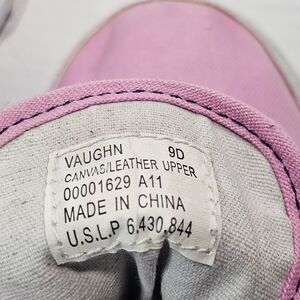 VAUGHN 9D
CANVAS/LEATHER UPPER
00001629 A11
MADE IN CHINA
U.S.L.P 6,430,844